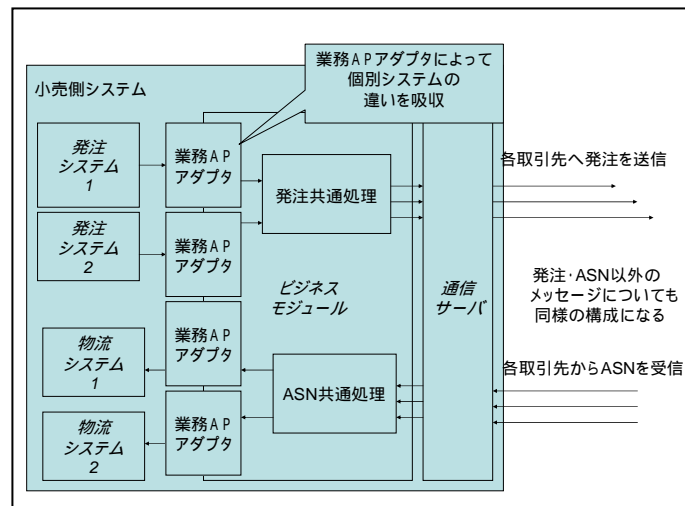 業務APアダプタによって
個別システムの
違いを吸収
小売側システム
発注
システム
1
業務AP
アダプタ
発注共通処理
各取引先へ発注を送信
発注
システム
2
業務AP
アダプタ
ビジネス
モジュール
通信
サーバ
発注・ASN以外の
メッセージについても
同様の構成になる
物流
システム
1
業務AP
アダプタ
ASN共通処理
各取引先からASNを受信
物流
システム
2
業務AP
アダプタ